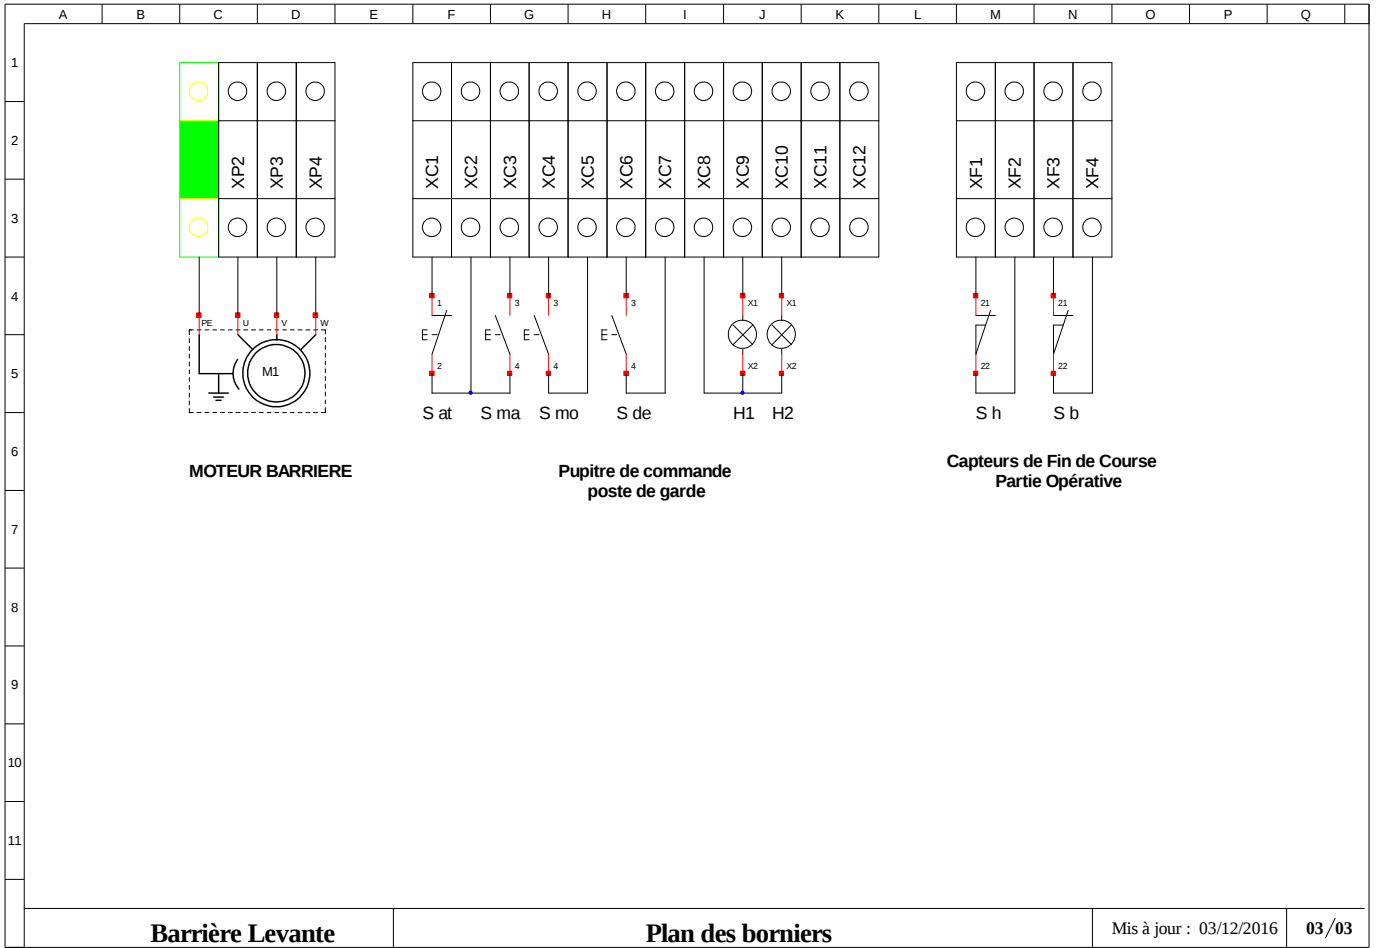 A B C D E F G H I J K L M N O P Q
1
2
3
4
5
6
7
8
9
10
11
XP2 XP3 XP4
XC1 XC2 XC3 XC4 XC5 XC6 XC7 XC8 XC9 XC10 XC11 XC12
XF1 XF2 XF3 XF4
PE U V W
M1
MOTEUR BARRIERE
1 3 3 3 X1 X1
E E E E
2 4 4 4 X2 X2
S at S ma S mo S de H1 H2
Pupitre de commande
poste de garde
21 21
22 22
S h S b
Capteurs de Fin de Course
Partie Opérative
Barrière Levante
Plan des borniers
Mis à jour : 03/12/2016
03/03